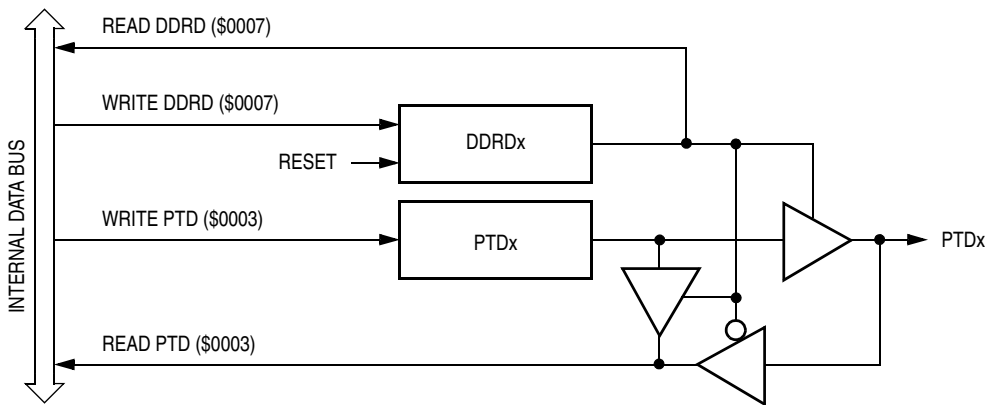 READ DDRD ($0007)
WRITE DDRD ($0007)
DDRDx
RESET
INTERNAL DATA BUS
WRITE PTD ($0003)
PTDx
PTDx
READ PTD ($0003)